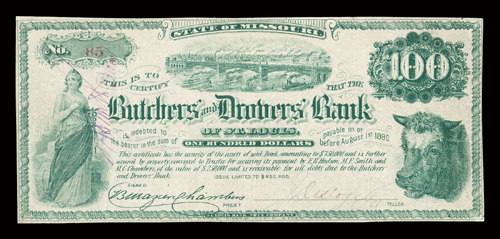 STATE OF MISSOURI.
No. 85
100
THIS IS TO CERTIFY THAT THE
Butchers' and Drovers' Bank
OF ST. LOUIS,
is indebted to the bearer in the sum of
ONE HUNDRED DOLLARS
payable on or before August 1st 1880
This certificate has the security of the assets of said Bank, amounting to $750,000 and is further
secured by property conveyed to Trustee for securing its payment by E.R. Hutson, M.F. Smith and
M.C. Chambers of the value of $250,000 and is receivable for all debts due to the Butchers'
and Drovers' Bank.
ISSUE LIMITED TO $450,000.
SIGNED
Chambers
PREST
TELLER